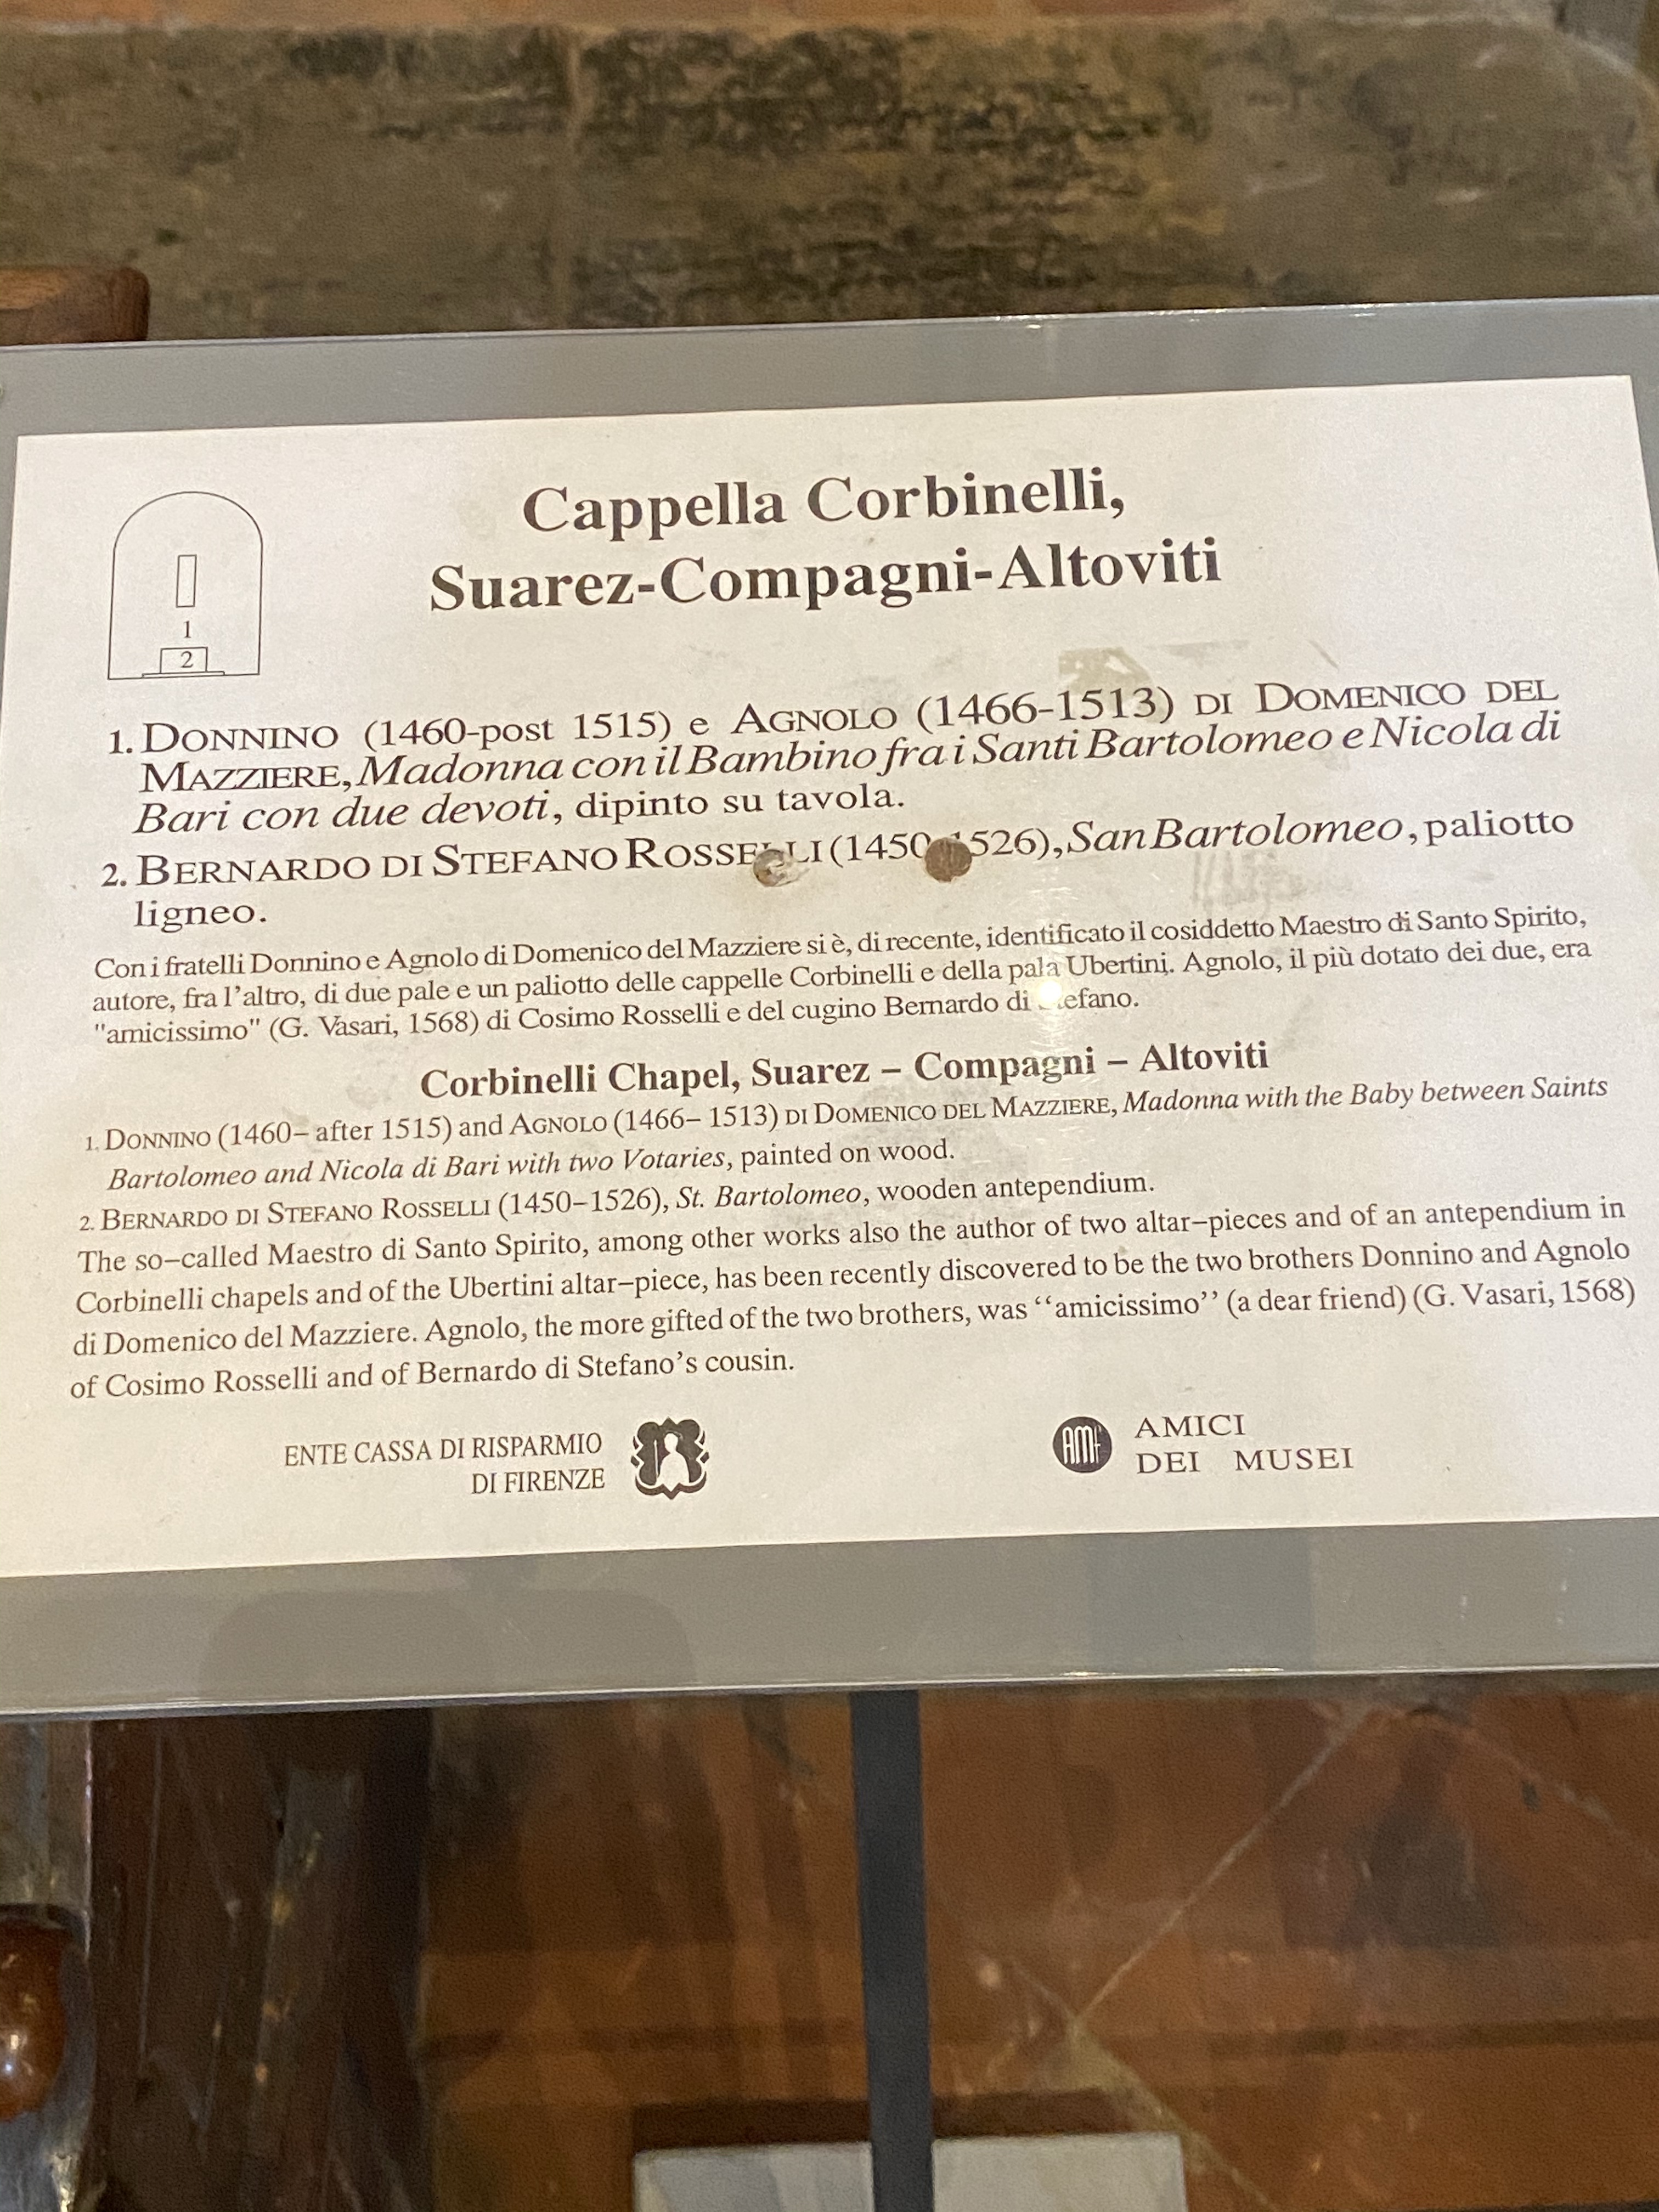 Cappella Corbinelli,
Suarez-Compagni-Altoviti
1
2
1. DONNINO (1460-post 1515) e AGNOLO (1466-1513) DI DOMENICO DEL
MAZZIERE, Madonna con il Bambino fra i Santi Bartolomeo e Nicola di
Bari con due devoti, dipinto su tavola.
2. BERNARDO DI STEFANO ROSSELLI (1450-1526), San Bartolomeo, paliotto
ligneo.
Con i fratelli Donnino e Agnolo di Domenico del Mazziere si è, di recente, identificato il cosiddetto Maestro di Santo Spirito,
autore, fra l'altro, di due pale e un paliotto delle cappelle Corbinelli e della pala Ubertini. Agnolo, il più dotato dei due, era
"amicissimo" (G. Vasari, 1568) di Cosimo Rosselli e del cugino Bernardo di Stefano.
Corbinelli Chapel, Suarez – Compagni – Altoviti
1. DONNINO (1460– after 1515) and AGNOLO (1466– 1513) DI DOMENICO DEL MAZZIERE, Madonna with the Baby between Saints
Bartolomeo and Nicola di Bari with two Votaries, painted on wood.
2. BERNARDO DI STEFANO ROSSELLI (1450–1526), St. Bartolomeo, wooden antependium.
The so–called Maestro di Santo Spirito, among other works also the author of two altar–pieces and of an antependium in
Corbinelli chapels and of the Ubertini altar–piece, has been recently discovered to be the two brothers Donnino and Agnolo
di Domenico del Mazziere. Agnolo, the more gifted of the two brothers, was ‘‘amicissimo’’ (a dear friend) (G. Vasari, 1568)
of Cosimo Rosselli and of Bernardo di Stefano’s cousin.
ENTE CASSA DI RISPARMIO
DI FIRENZE
AMF
AMICI
DEI MUSEI